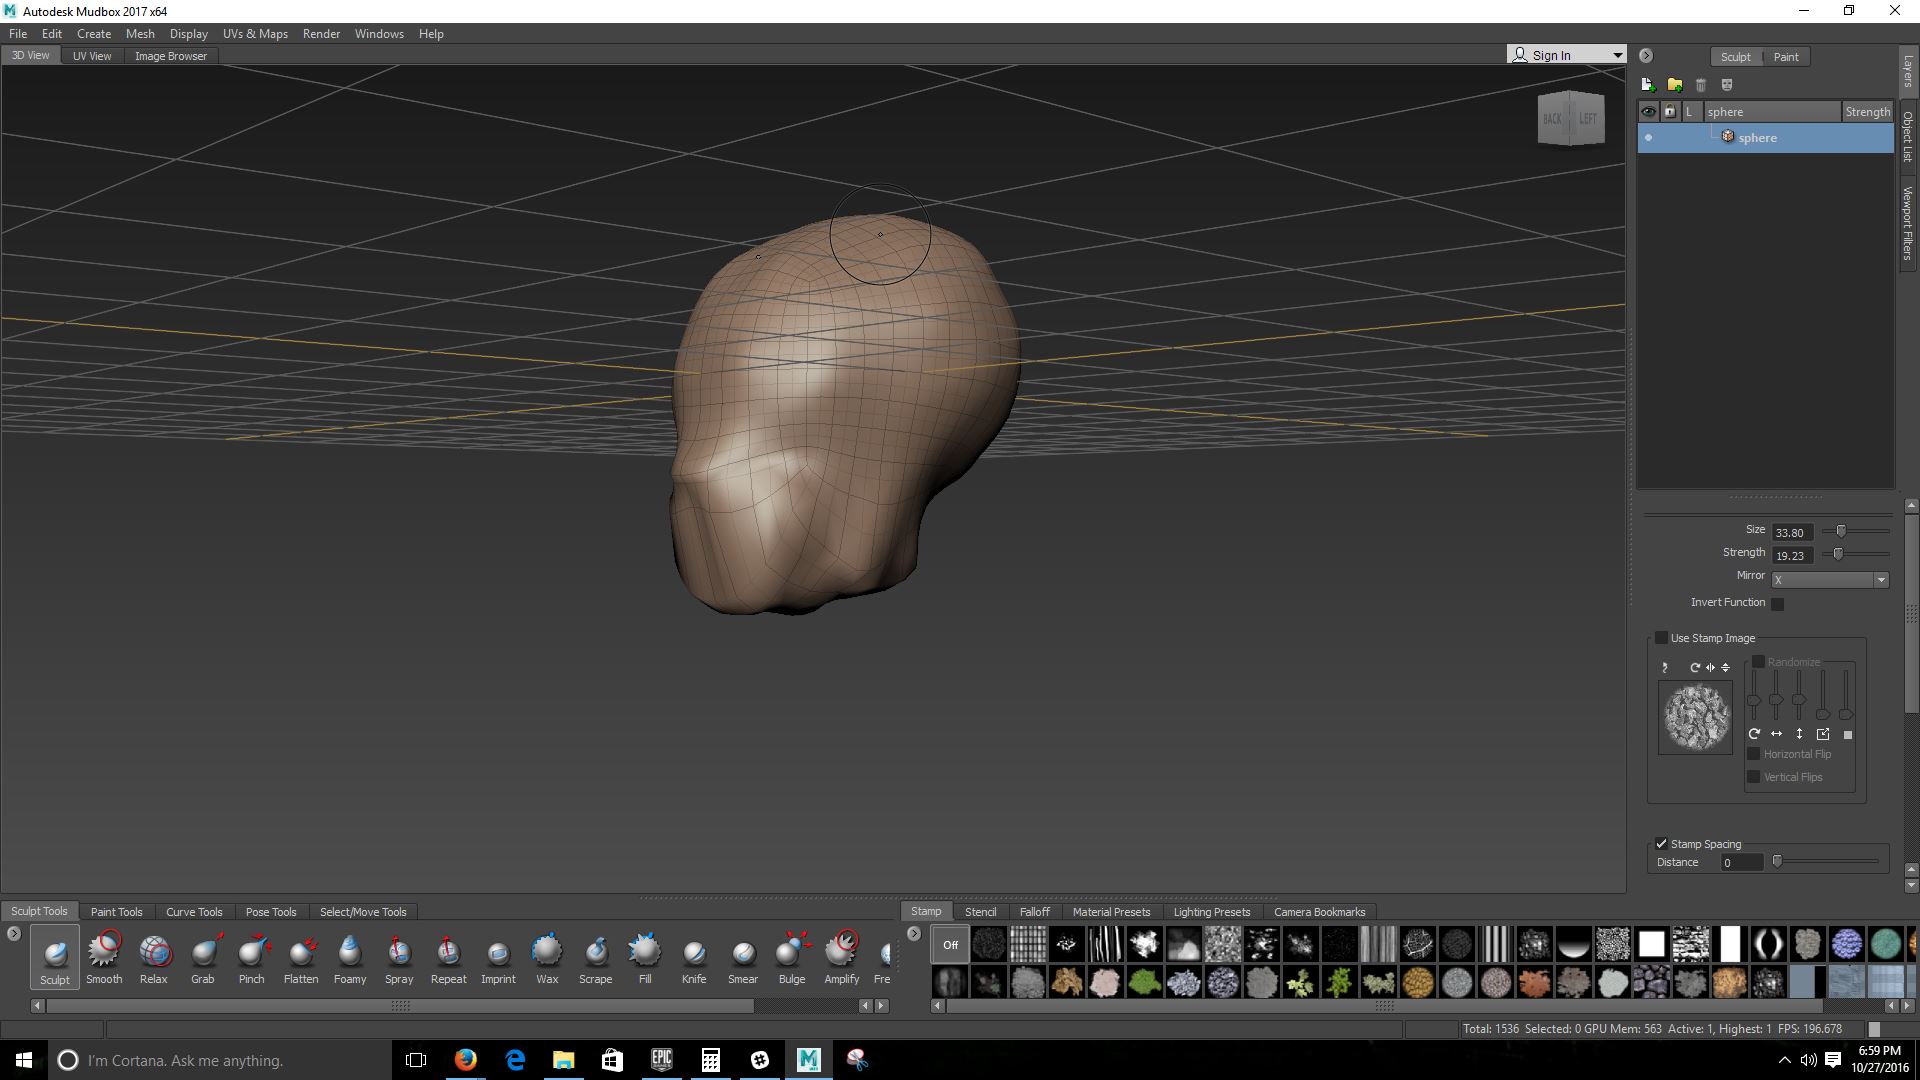 Autodesk Mudbox 2017 x64
File Edit Create Mesh Display UVs & Maps Render Windows Help
3D View UV View Image Browser
Sign In
Sculpt Paint
Layers
L sphere Strength
sphere
Object List
Viewport Filters
BACK LEFT
Size 33.80
Strength 19.23
Mirror X
Invert Function
Use Stamp Image
Randomize
Horizontal Flip
Vertical Flips
Stamp Spacing
Distance 0
Sculpt Tools Paint Tools Curve Tools Pose Tools Select/Move Tools
Sculpt Smooth Relax Grab Pinch Flatten Foamy Spray Repeat Imprint Wax Scrape Fill Knife Smear Bulge Amplify Fre
Stamp Stencil Falloff Material Presets Lighting Presets Camera Bookmarks
Off
Total: 1536 Selected: 0 GPU Mem: 563 Active: 1, Highest: 1 FPS: 196.678
I'm Cortana. Ask me anything.
EPIC GAMES
M
6:59 PM
10/27/2016